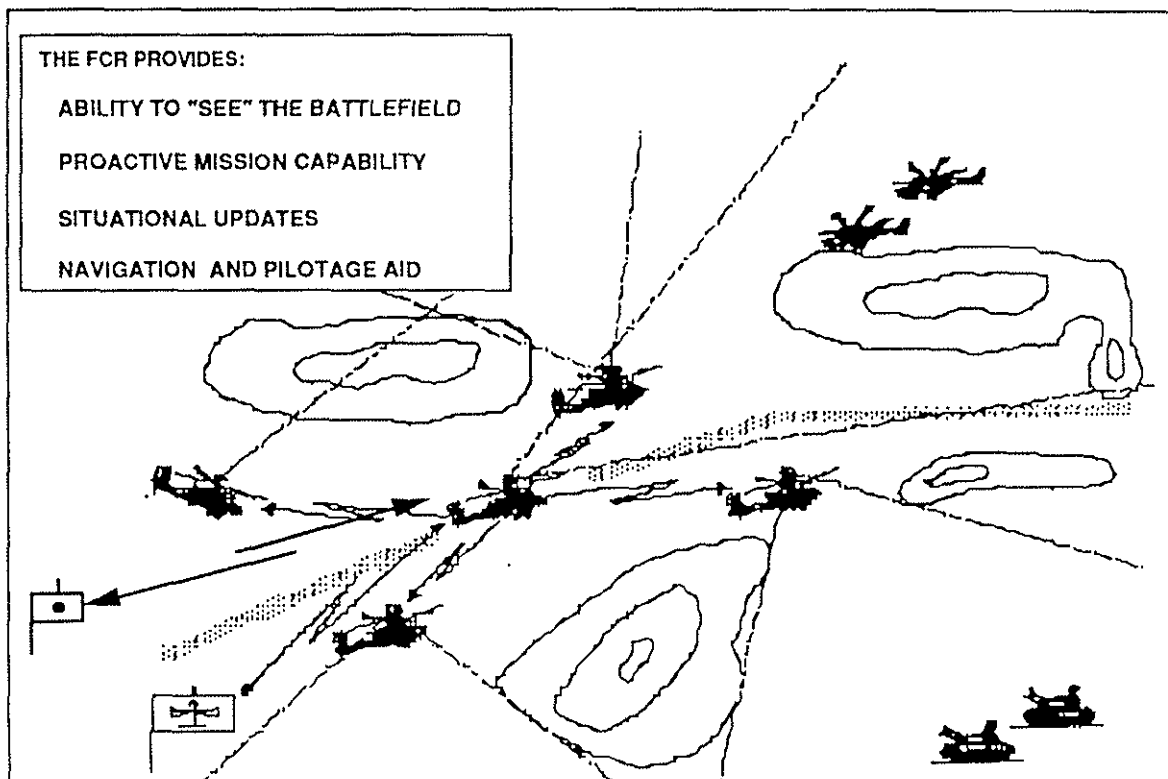 THE FCR PROVIDES:
ABILITY TO "SEE" THE BATTLEFIELD
PROACTIVE MISSION CAPABILITY
SITUATIONAL UPDATES
NAVIGATION AND PILOTAGE AID